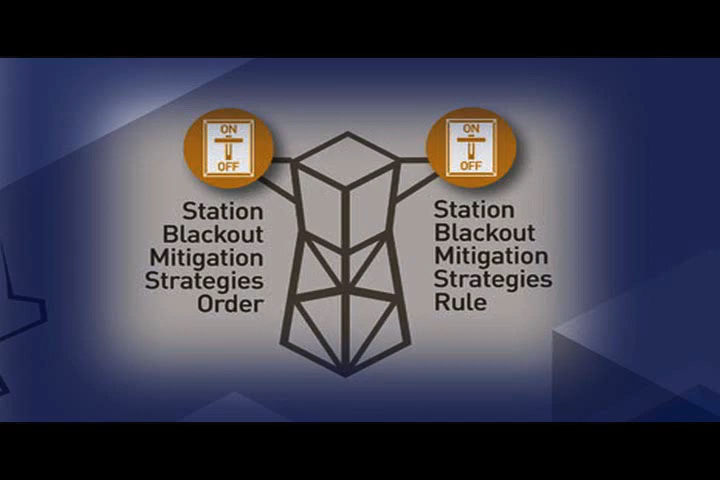 ON
OFF
Station
Blackout
Mitigation
Strategies
Order
ON
OFF
Station
Blackout
Mitigation
Strategies
Rule